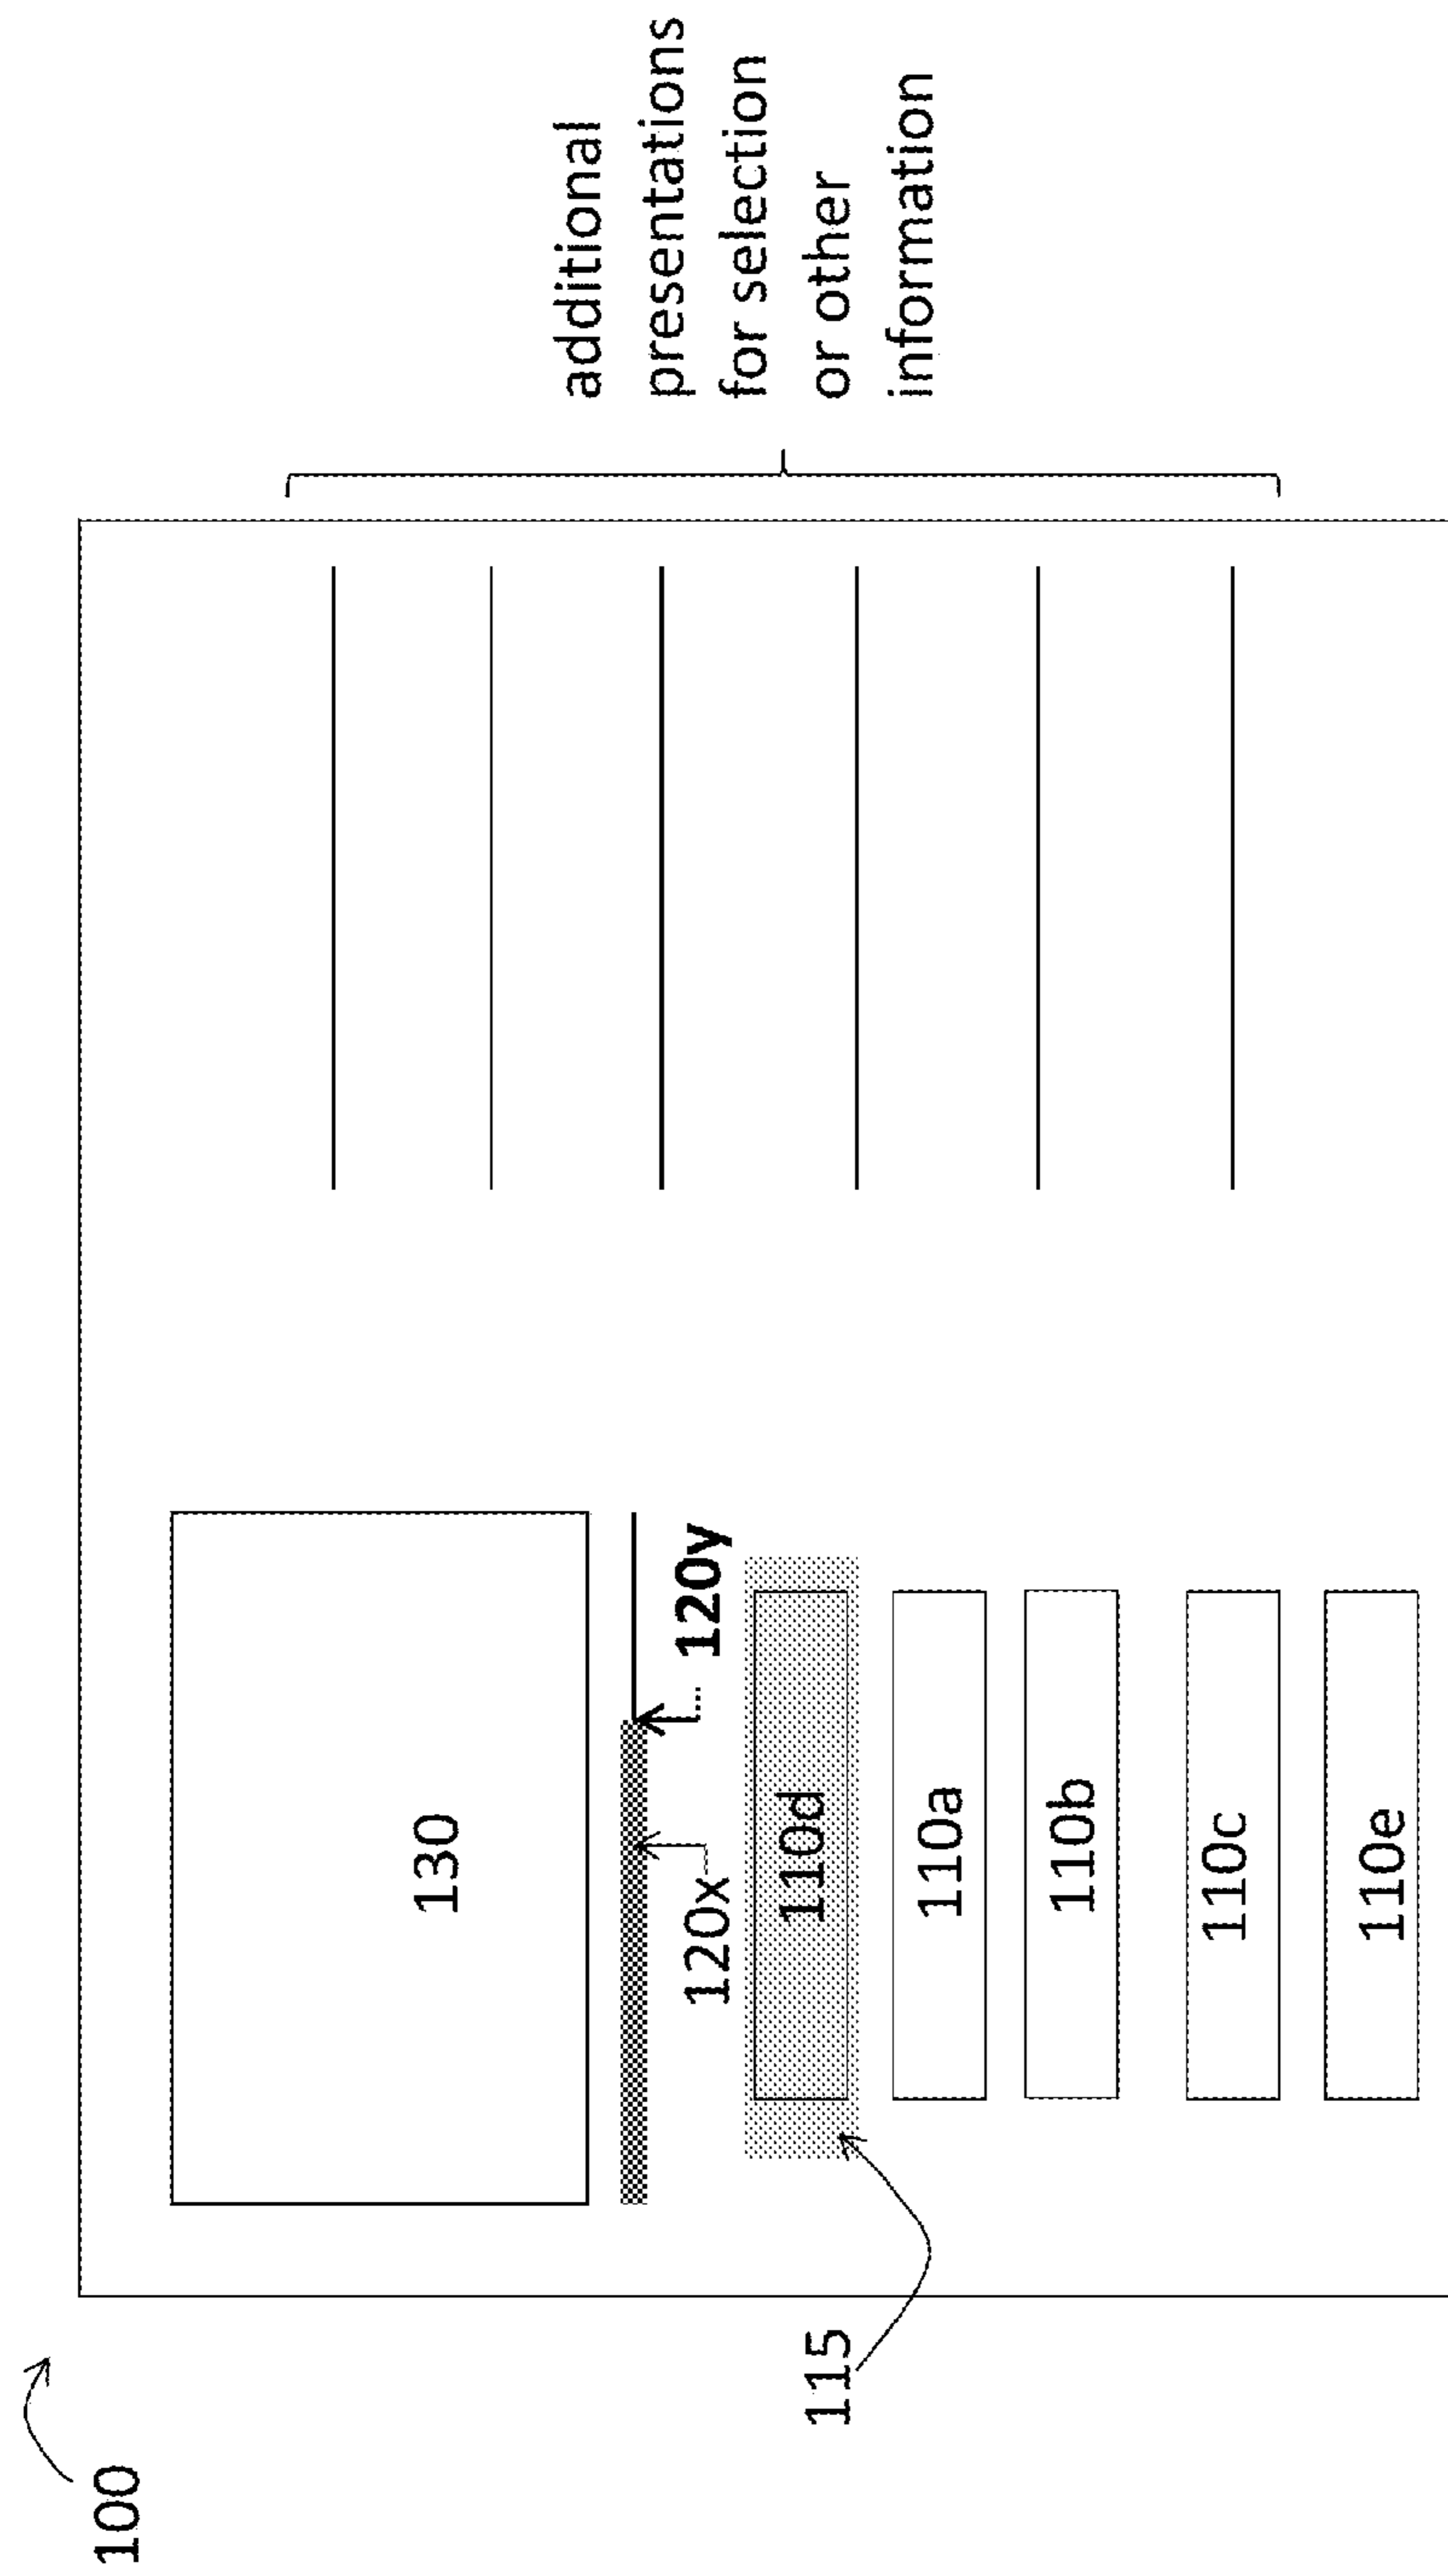 100
130
120y
120x
115
110d
110a
110b
110c
110e
additional
presentations
for selection
or other
information